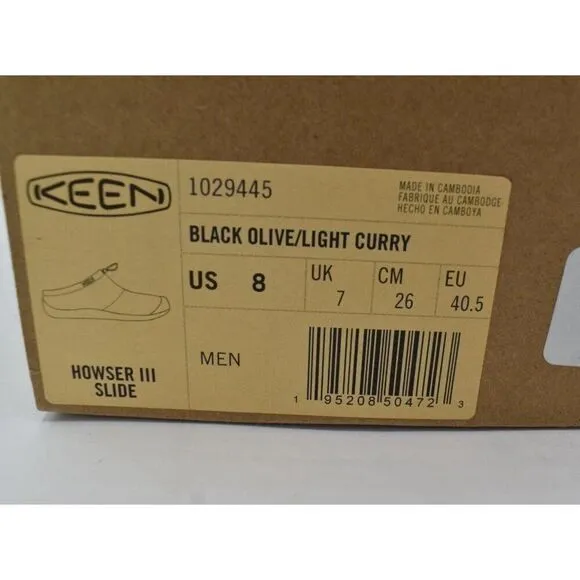 KEEN
1029445
MADE IN CAMBODIA
FABRIQUE AU CAMBODGE
HECHO EN CAMBOYA
BLACK OLIVE/LIGHT CURRY
US 8
UK 7
CM 26
EU 40.5
HOWSER III
SLIDE
MEN
1 95208 50472 3